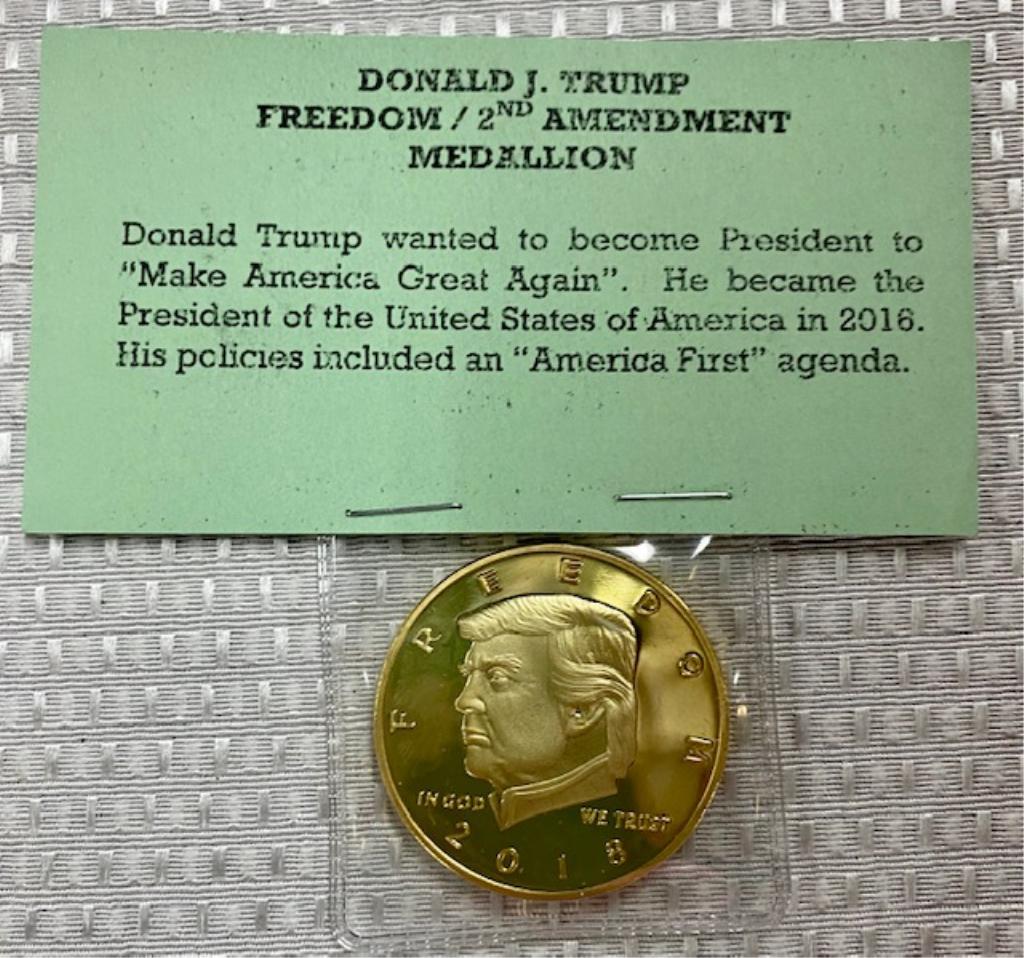 DONALD J. TRUMP
FREEDOM / 2ND AMENDMENT
MEDALLION
Donald Trump wanted to become President to
"Make America Great Again". He became the
President of the United States of America in 2016.
His policies included an "America First" agenda.
FREEDOM
IN GOD WE TRUST
2018